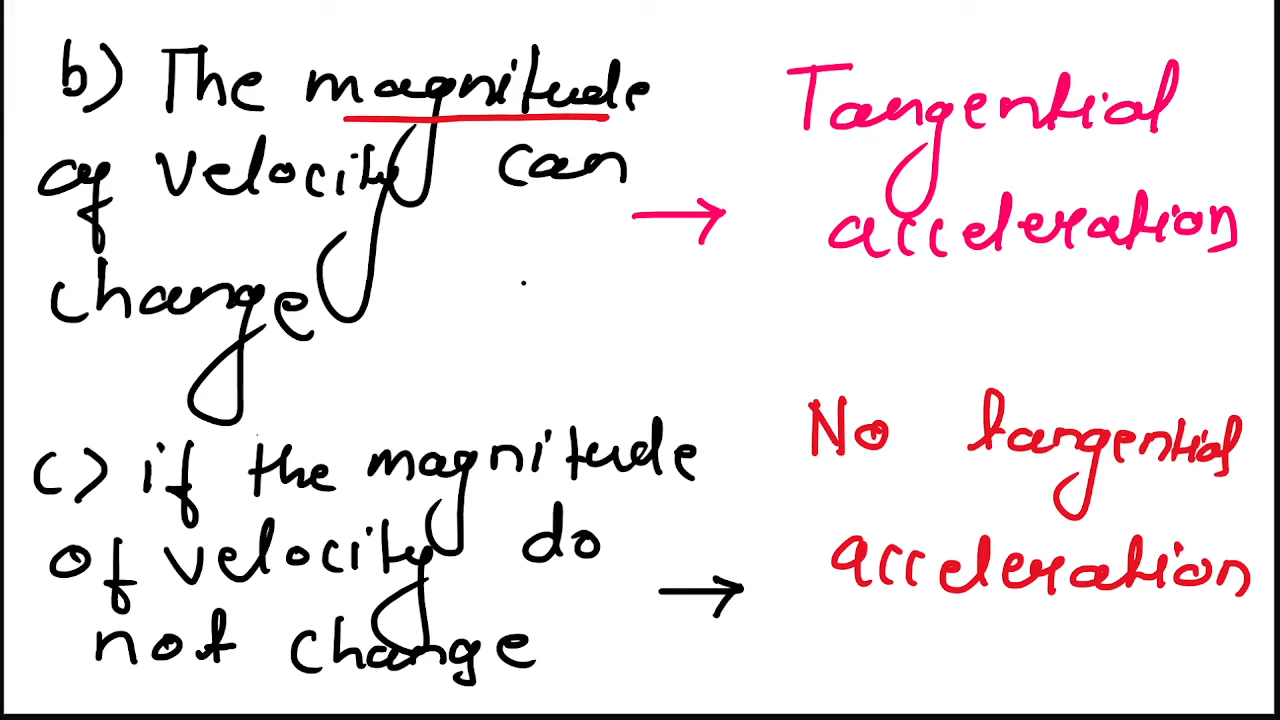 b) The magnitude
of velocity can
change
→ Tangential
acceleration
c) if the magnitude
of velocity do
not change
→ No tangential
acceleration